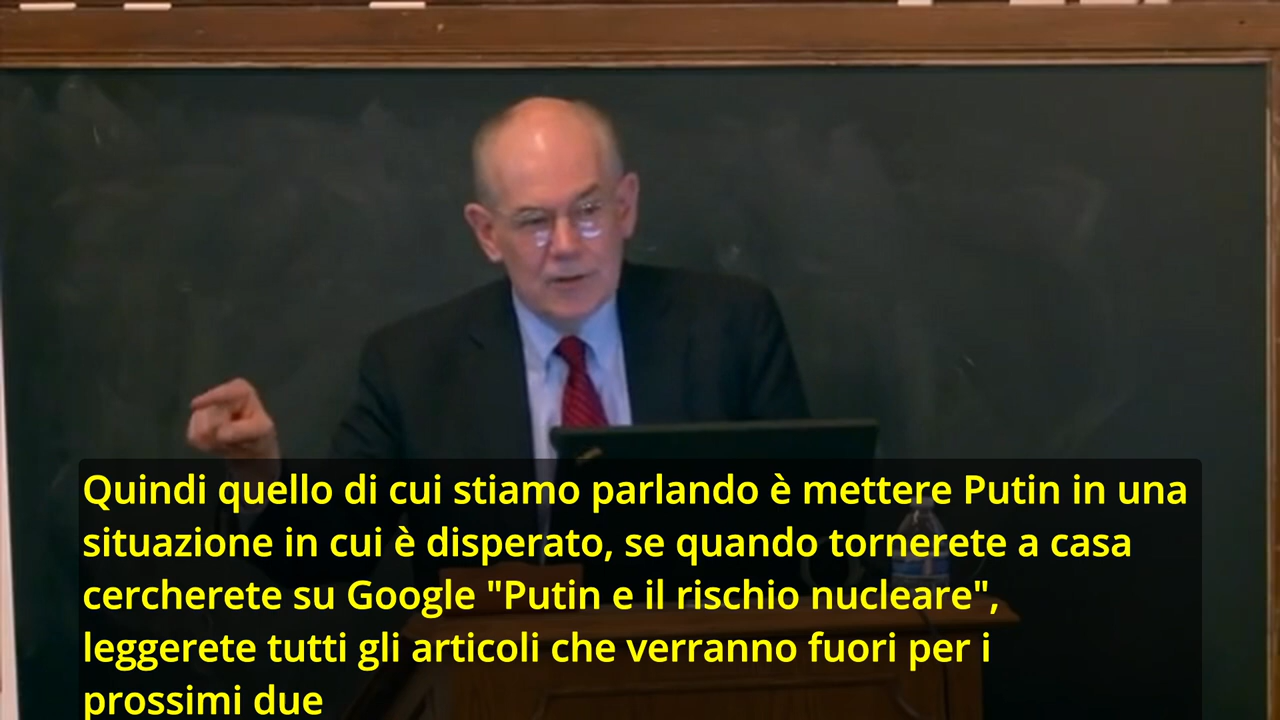 Quindi quello di cui stiamo parlando è mettere Putin in una
situazione in cui è disperato, se quando tornerete a casa
cercherete su Google "Putin e il rischio nucleare",
leggerete tutti gli articoli che verranno fuori per i
prossimi due